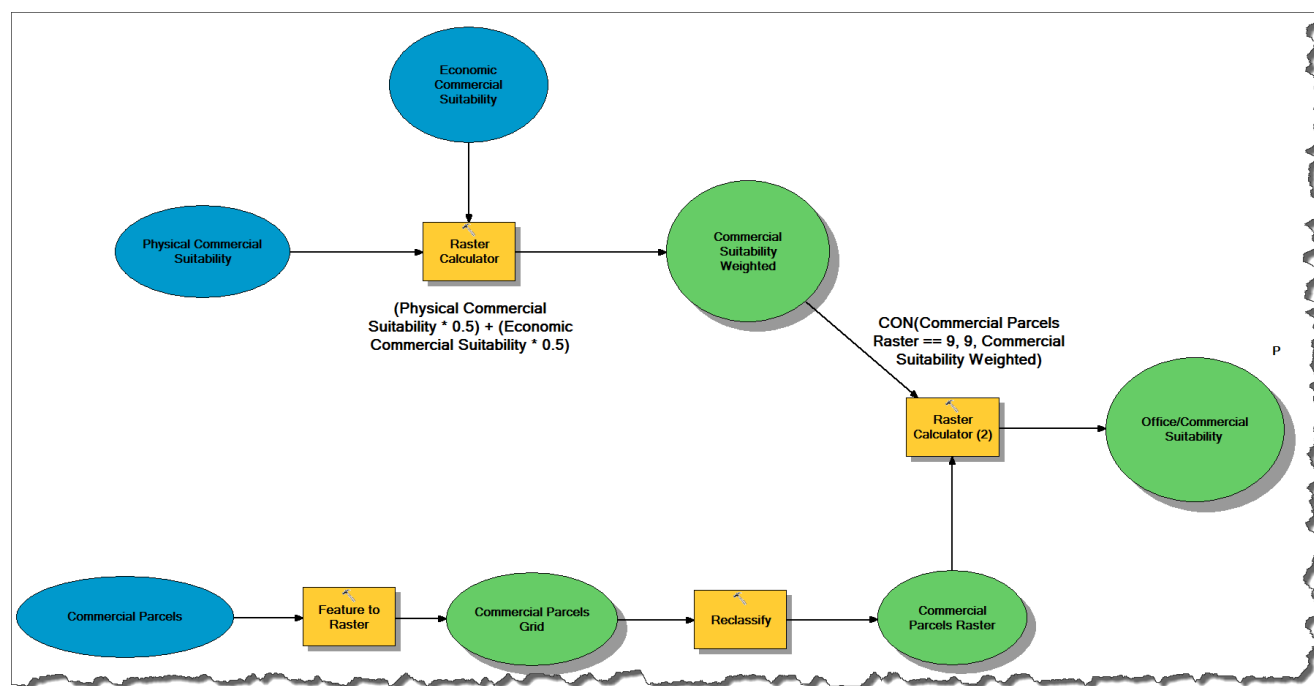 Economic
Commercial
Suitability
Physical Commercial
Suitability
Raster
Calculator
Commercial
Suitability
Weighted
(Physical Commercial
Suitability * 0.5) + (Economic
Commercial Suitability * 0.5)
CON(Commercial Parcels
Raster == 9, 9, Commercial
Suitability Weighted)
P
Raster
Calculator (2)
Office/Commercial
Suitability
Commercial Parcels
Feature to
Raster
Commercial Parcels
Grid
Reclassify
Commercial
Parcels Raster